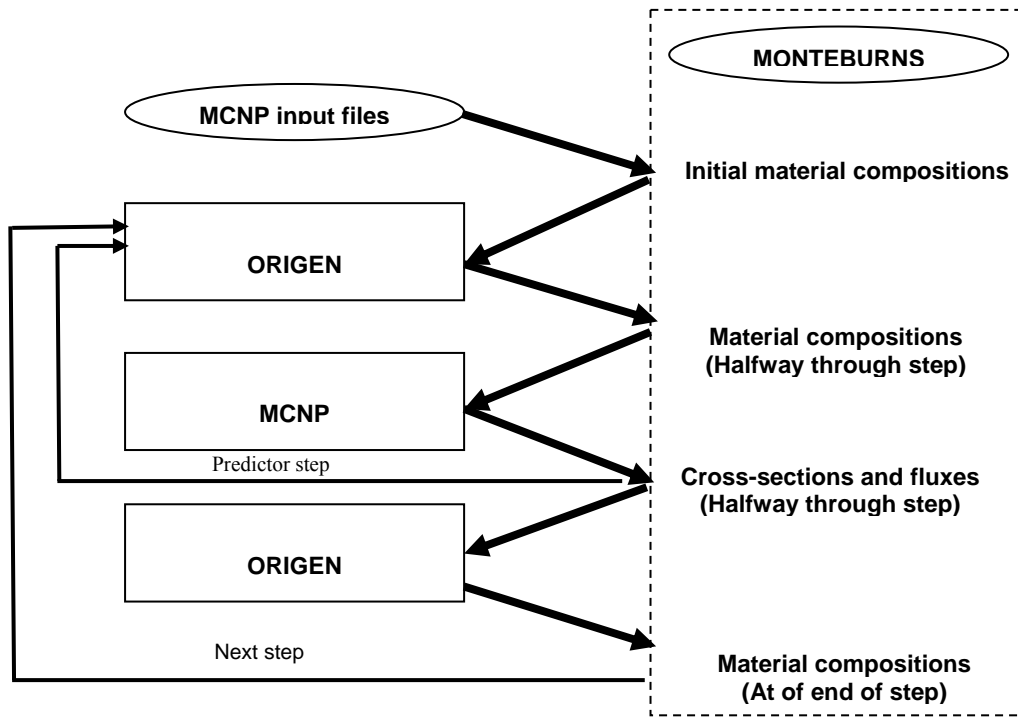 MONTEBURNS
MCNP input files
Initial material compositions
ORIGEN
Material compositions
(Halfway through step)
MCNP
Predictor step
Cross-sections and fluxes
(Halfway through step)
ORIGEN
Next step
Material compositions
(At of end of step)